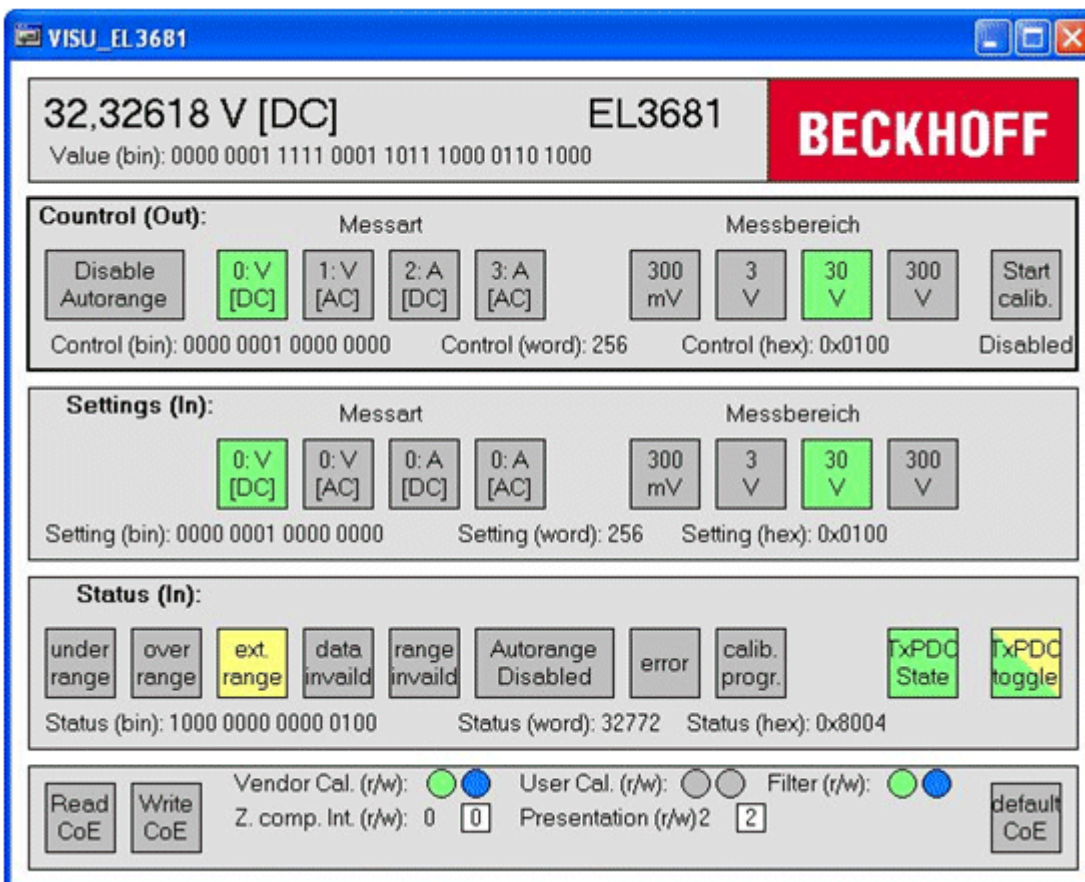 VISU_EL3681
32,32618 V [DC] EL3681 BECKHOFF
Value (bin): 0000 0001 1111 0001 1011 1000 0110 1000
Countrol (Out):
Messart Messbereich
Disable Autorange 0: V [DC] 1: V [AC] 2: A [DC] 3: A [AC] 300 mV 3 V 30 V 300 V Start calib.
Control (bin): 0000 0001 0000 0000 Control (word): 256 Control (hex): 0x0100 Disabled
Settings (In):
Messart Messbereich
0: V [DC] 0: V [AC] 0: A [DC] 0: A [AC] 300 mV 3 V 30 V 300 V
Setting (bin): 0000 0001 0000 0000 Setting (word): 256 Setting (hex): 0x0100
Status (In):
under range over range ext. range data invaild range invaild Autorange Disabled error calib. progr. TxPDO State TxPDO toggle
Status (bin): 1000 0000 0000 0100 Status (word): 32772 Status (hex): 0x8004
Read CoE Write CoE
Vendor Cal. (r/w): User Cal. (r/w): Filter (r/w):
Z. comp. Int. (r/w): 0 0 Presentation (r/w)2 2
default CoE